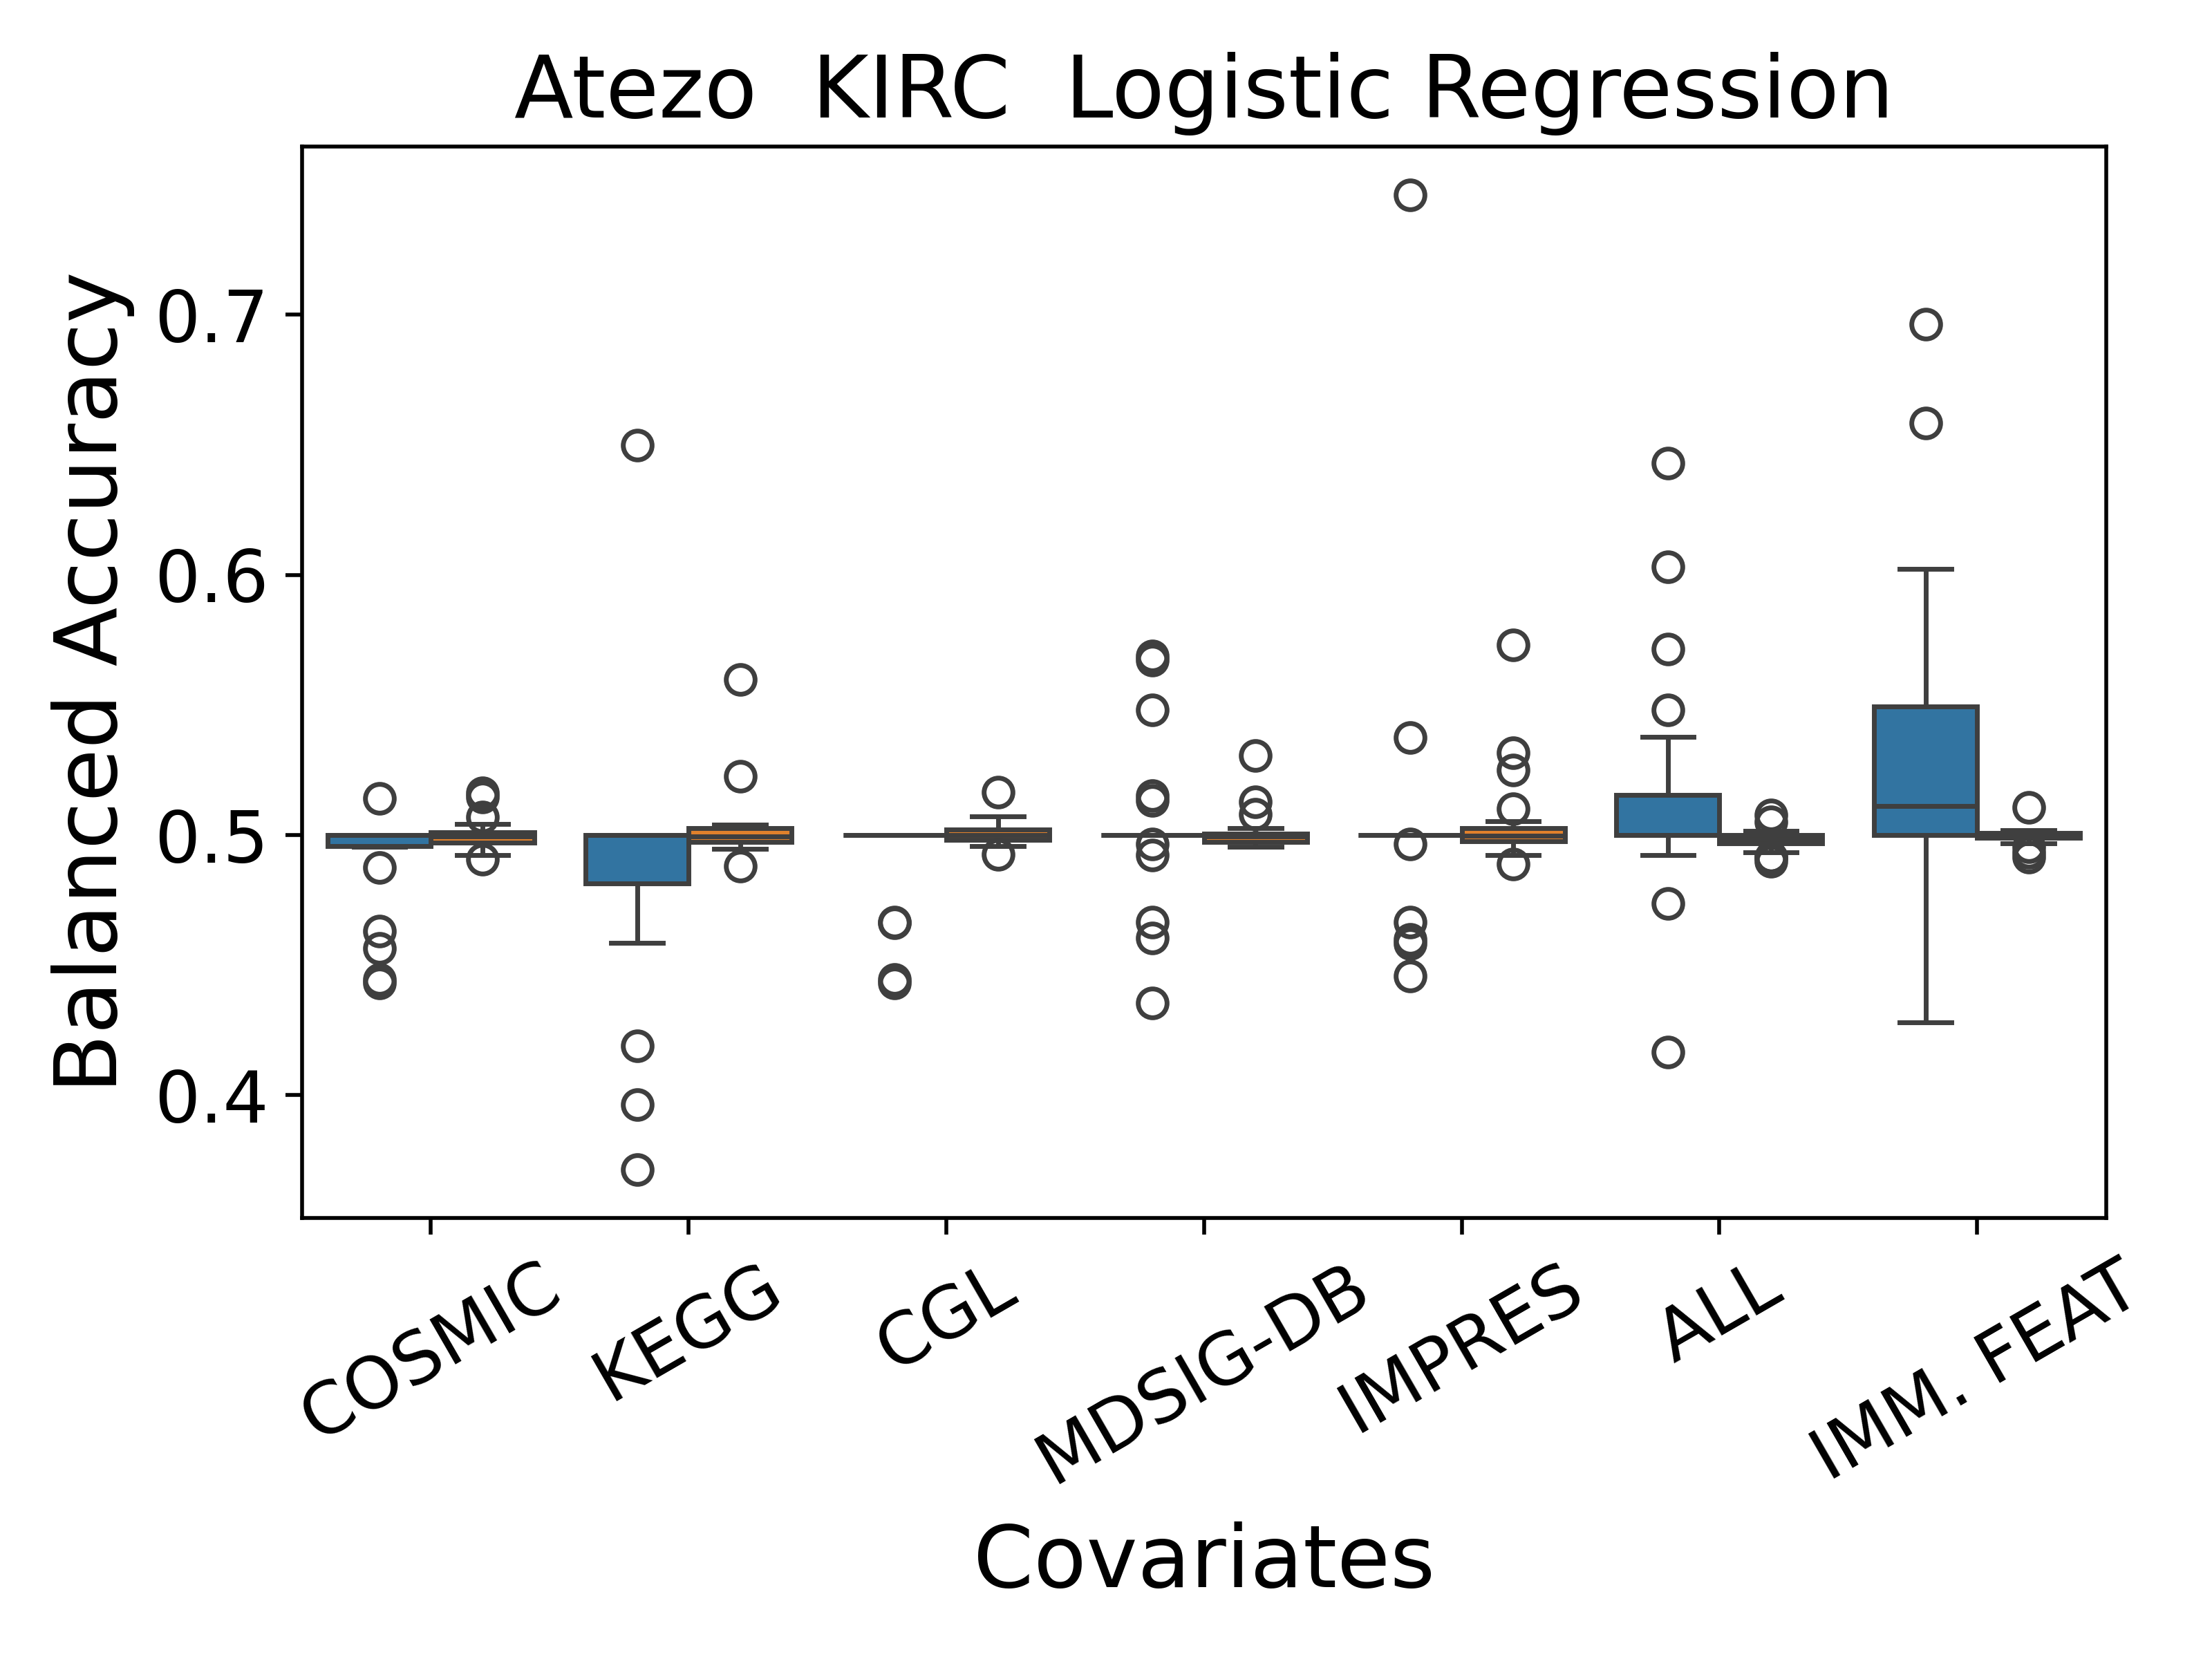 Atezo KIRC Logistic Regression
Balanced Accuracy
0.7
0.6
0.5
0.4
COSMIC
KEGG
CGL
MDSIG-DB
IMPRES
ALL
IMM. FEAT
Covariates